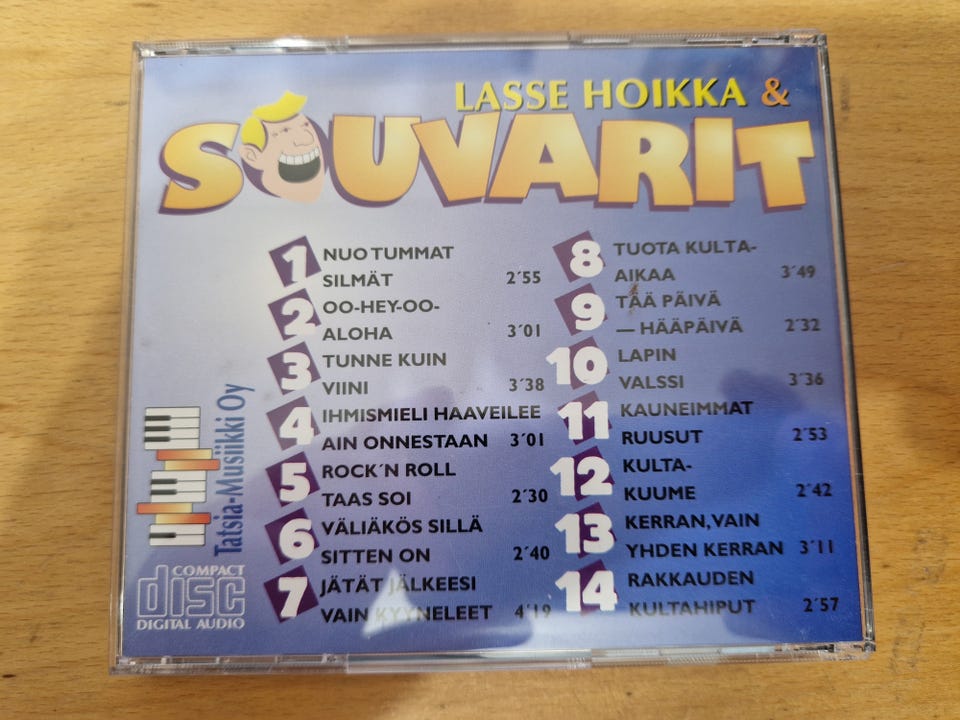 LASSE HOIKKA &
SOUVARIT
1 NUO TUMMAT
SILMÄT 2´55
2 OO-HEY-OO-
ALOHA 3´01
3 TUNNE KUIN
VIINI 3´38
4 IHMISMIELI HAAVEILEE
AIN ONNESTAAN 3´01
5 ROCK´N ROLL
TAAS SOI 2´30
6 VÄLIÄKÖS SILLÄ
SITTEN ON 2´40
7 JÄTÄT JÄLKEESI
VAIN KYYNELEET 4´19
8 TUOTA KULTA-
AIKAA 3´49
9 TÄÄ PÄIVÄ
— HÄÄPÄIVÄ 2´32
10 LAPIN
VALSSI 3´36
11 KAUNEIMMAT
RUUSUT 2´53
12 KULTA-
KUUME 2´42
13 KERRAN, VAIN
YHDEN KERRAN 3´11
14 RAKKAUDEN
KULTAHIPUT 2´57
Tatsia-Musiikki Oy
COMPACT
disc
DIGITAL AUDIO